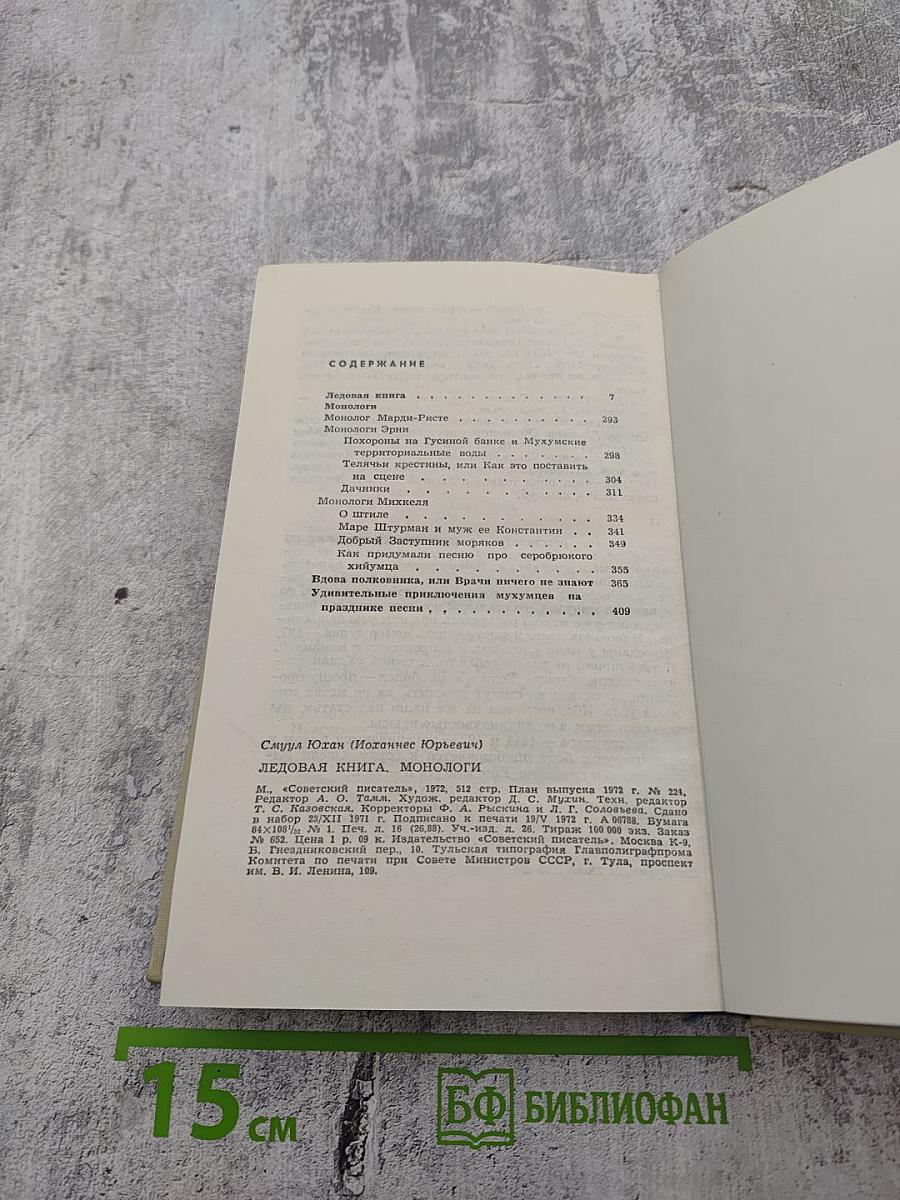 СОДЕРЖАНИЕ
Ледовая книга . . . . . . . . . . . . . 7
Монологи
Монолог Марди-Ристе . . . . . . . . . . 293
Монологи Эрни
Похороны на Гусиной банке и Мухумские
территориальные воды . . . . . . . 298
Телячьи крестины, или Как это поставить
на сцене . . . . . . . . . . . 304
Дачники . . . . . . . . . . . . 311
Монологи Михкеля
О штиле . . . . . . . . . . . . 334
Маре Штурман и муж ее Константин . . 341
Добрый Заступник моряков . . . . . . 349
Как придумали песню про серобрюкого
хийумца . . . . . . . . . . . . 355
Вдова полковника, или Врачи ничего не знают 365
Удивительные приключения мухумцев на
празднике песни . . . . . . . . . . . . 409
Смуул Юхан (Иоханнес Юрьевич)
ЛЕДОВАЯ КНИГА. МОНОЛОГИ
М., «Советский писатель», 1972, 512 стр. План выпуска 1972 г. № 224.
Редактор А. О. Тамм. Худож. редактор Д. С. Мухин. Техн. редактор
Т. С. Казовская. Корректоры Ф. А. Рыскина и Л. Г. Соловьева. Сдано
в набор 23/XII 1971 г. Подписано к печати 19/V 1972 г. А 06788. Бумага
84×108¹/₃₂ № 1. Печ. л. 16 (26,88). Уч.-изд. л. 26. Тираж 100 000 экз. Заказ
№ 652. Цена 1 р. 09 к. Издательство «Советский писатель». Москва К-9,
Б. Гнездниковский пер., 10. Тульская типография Главполиграфпрома
Комитета по печати при Совете Министров СССР, г. Тула, проспект
им. В. И. Ленина, 109.
15 см
БФ БИБЛИОФАН